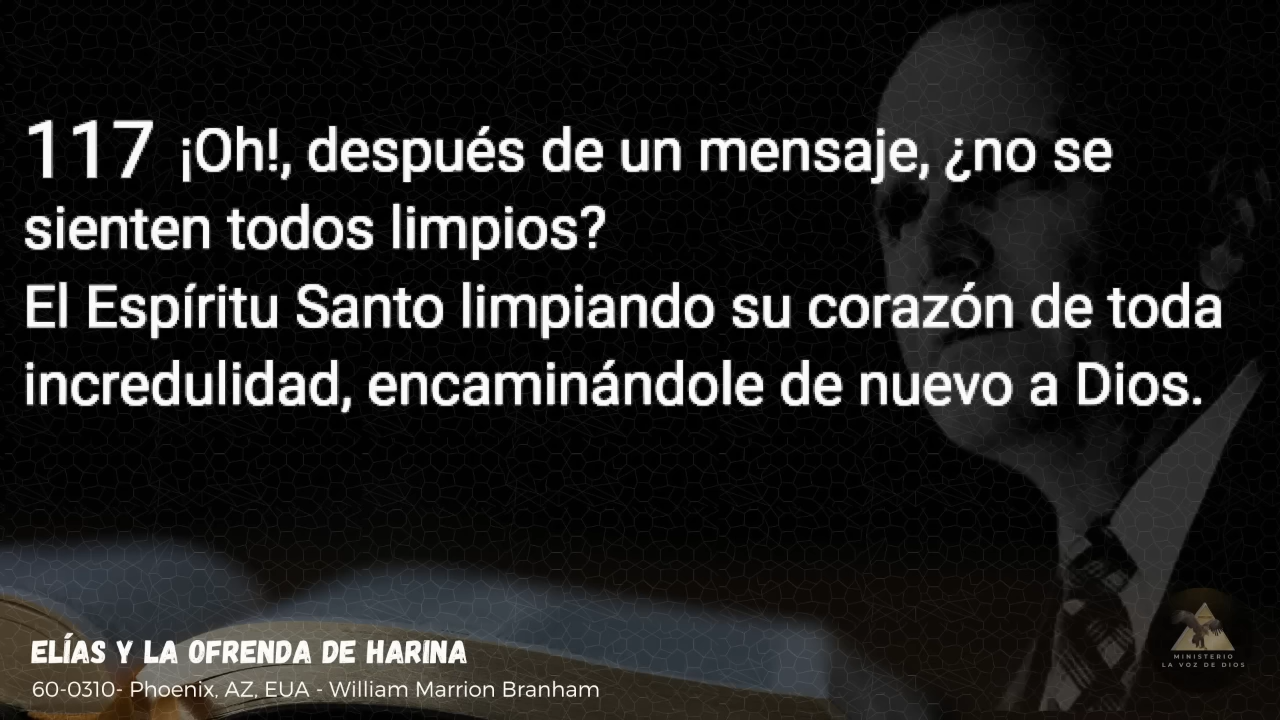 117 ¡Oh!, después de un mensaje, ¿no se
sienten todos limpios?
El Espíritu Santo limpiando su corazón de toda
incredulidad, encaminándole de nuevo a Dios.
ELÍAS Y LA OFRENDA DE HARINA
60-0310- Phoenix, AZ, EUA - William Marrion Branham
MINISTERIO
LA VOZ DE DIOS